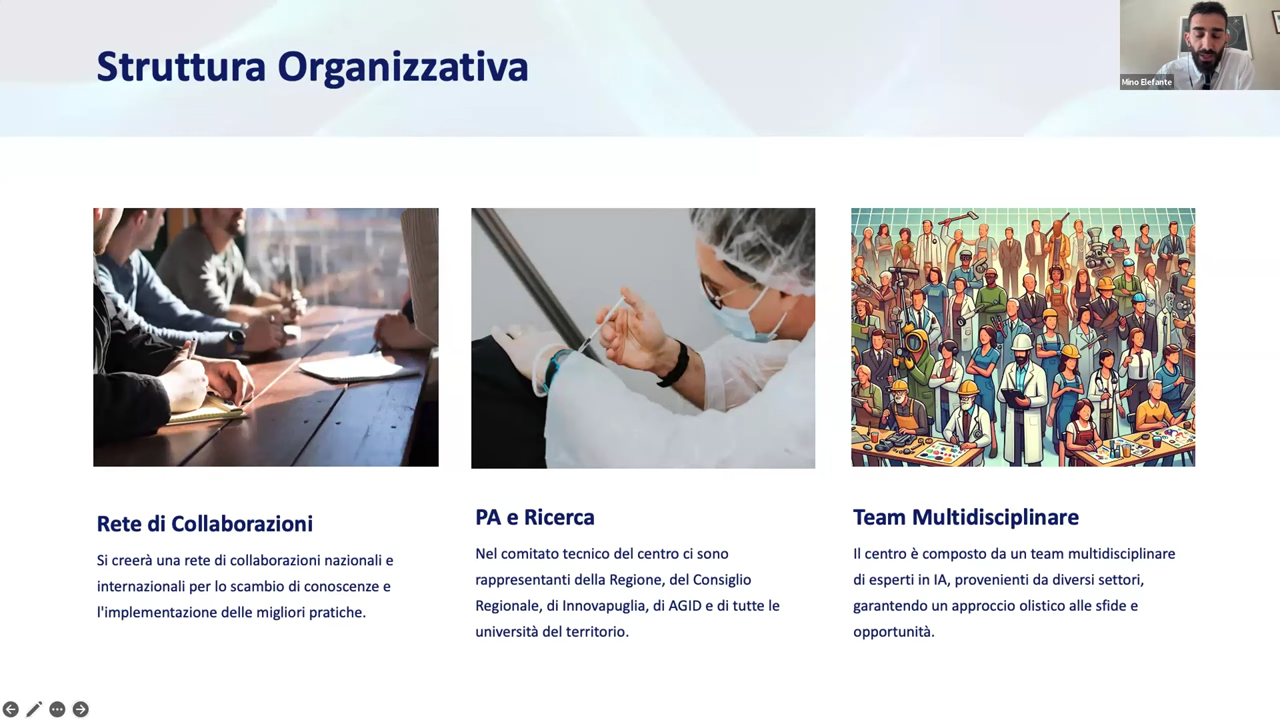 Struttura Organizzativa
Mino Elefante
Rete di Collaborazioni
Si creerà una rete di collaborazioni nazionali e
internazionali per lo scambio di conoscenze e
l'implementazione delle migliori pratiche.
PA e Ricerca
Nel comitato tecnico del centro ci sono
rappresentanti della Regione, del Consiglio
Regionale, di Innovapuglia, di AGID e di tutte le
università del territorio.
Team Multidisciplinare
Il centro è composto da un team multidisciplinare
di esperti in IA, provenienti da diversi settori,
garantendo un approccio olistico alle sfide e
opportunità.